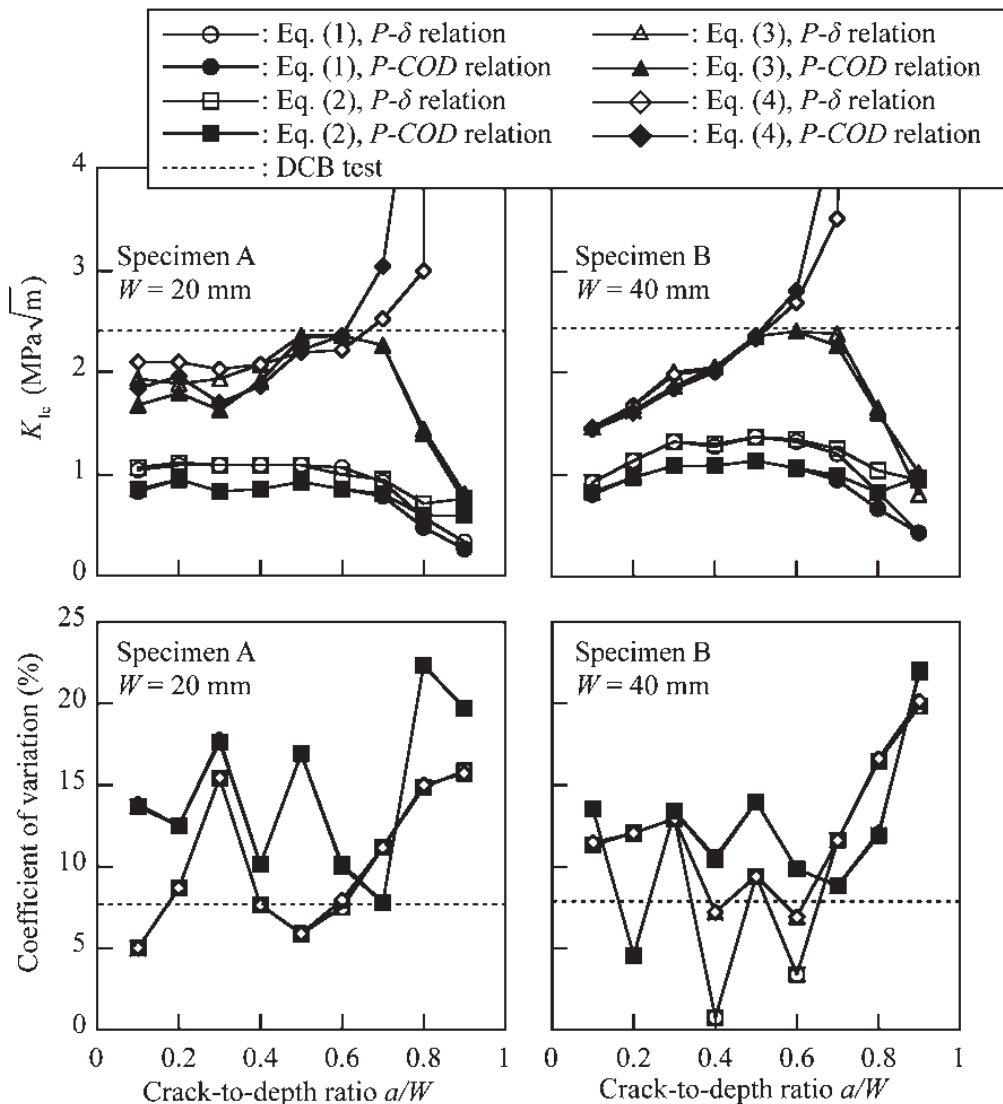 : Eq. (1), P-δ relation
: Eq. (1), P-COD relation
: Eq. (2), P-δ relation
: Eq. (2), P-COD relation
: DCB test
: Eq. (3), P-δ relation
: Eq. (3), P-COD relation
: Eq. (4), P-δ relation
: Eq. (4), P-COD relation
4
3
2
1
0
K_Ic (MPa√m)
Specimen A
W = 20 mm
Specimen B
W = 40 mm
25
20
15
10
5
0
Coefficient of variation (%)
Specimen A
W = 20 mm
Specimen B
W = 40 mm
0 0.2 0.4 0.6 0.8 1
Crack-to-depth ratio a/W
0 0.2 0.4 0.6 0.8 1
Crack-to-depth ratio a/W